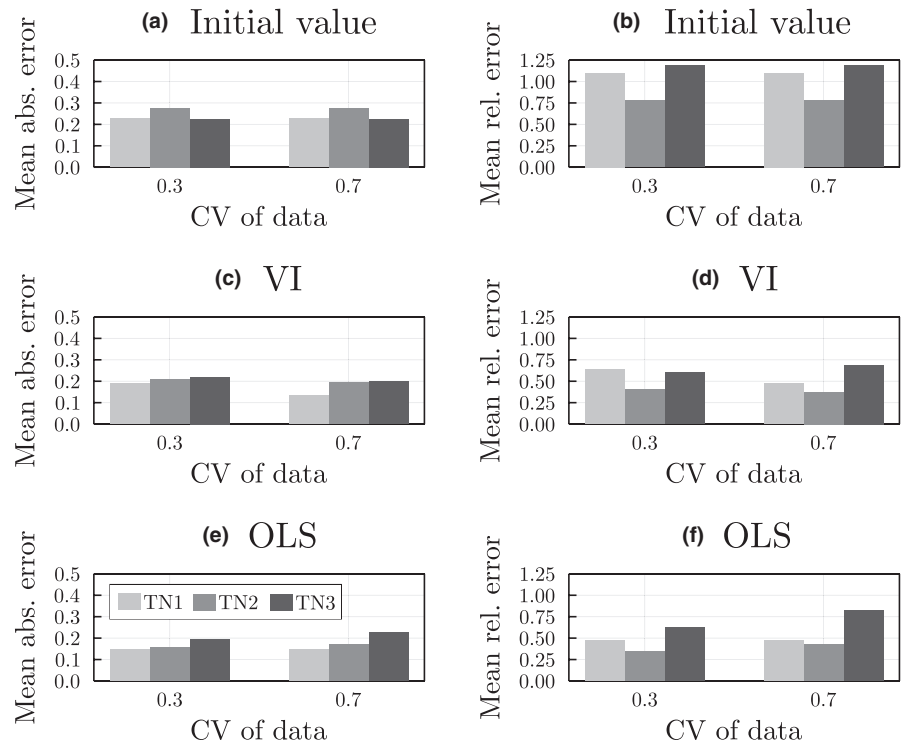 (a) Initial value
Mean abs. error
0.5
0.4
0.3
0.2
0.1
0.0
0.3 0.7
CV of data
(b) Initial value
Mean rel. error
1.25
1.00
0.75
0.50
0.25
0.00
0.3 0.7
CV of data
(c) VI
Mean abs. error
0.5
0.4
0.3
0.2
0.1
0.0
0.3 0.7
CV of data
(d) VI
Mean rel. error
1.25
1.00
0.75
0.50
0.25
0.00
0.3 0.7
CV of data
(e) OLS
Mean abs. error
0.5
0.4
0.3
0.2
0.1
0.0
TN1 TN2 TN3
0.3 0.7
CV of data
(f) OLS
Mean rel. error
1.25
1.00
0.75
0.50
0.25
0.00
0.3 0.7
CV of data